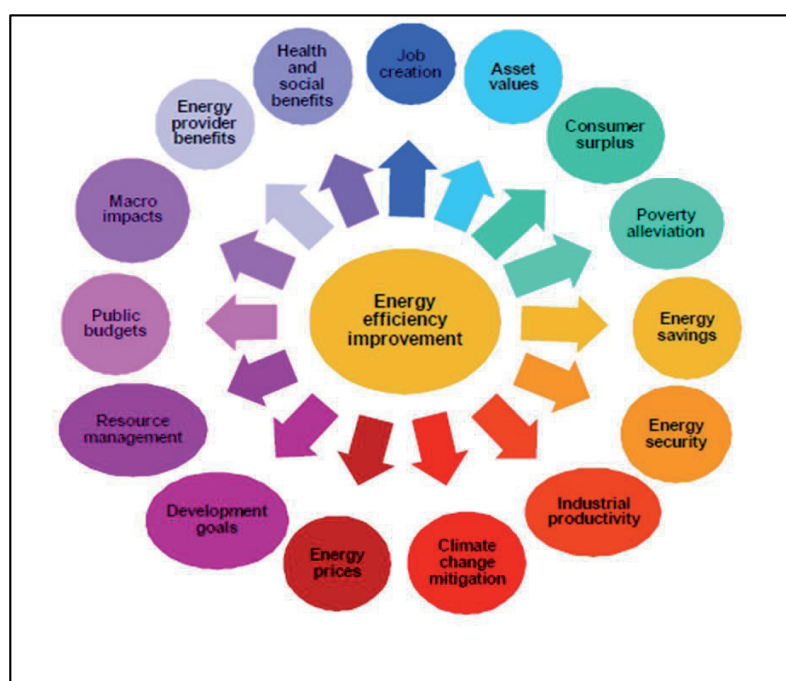 Energy
efficiency
improvement
Job
creation
Asset
values
Consumer
surplus
Poverty
alleviation
Energy
savings
Energy
security
Industrial
productivity
Climate
change
mitigation
Energy
prices
Development
goals
Resource
management
Public
budgets
Macro
impacts
Energy
provider
benefits
Health
and
social
benefits